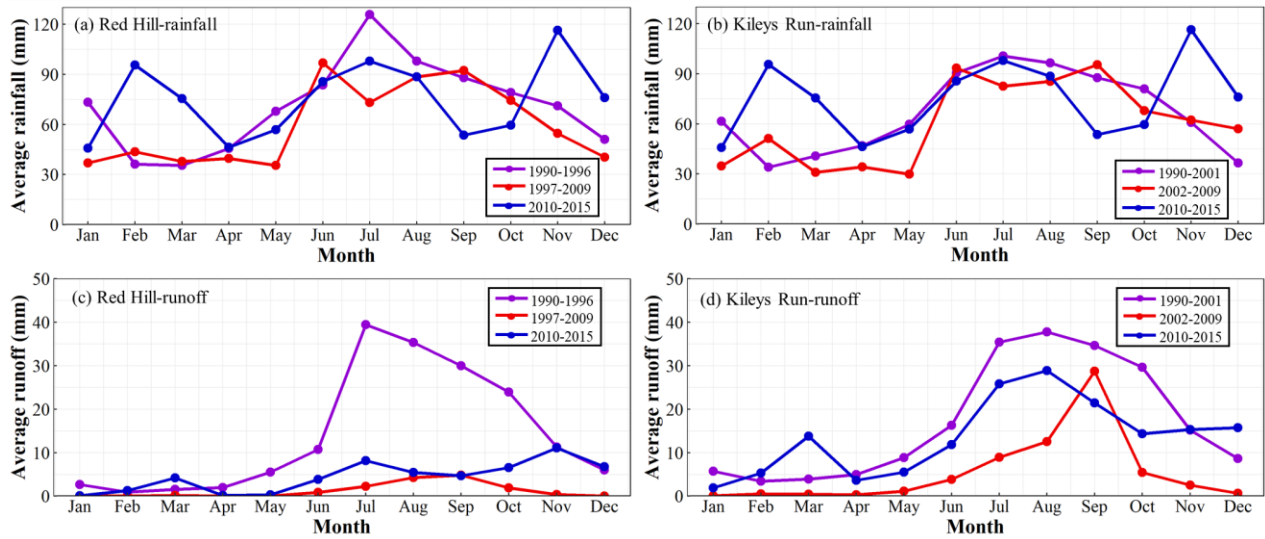 (a) Red Hill-rainfall
Average rainfall (mm)
120
90
60
30
0
1990-1996
1997-2009
2010-2015
Jan Feb Mar Apr May Jun Jul Aug Sep Oct Nov Dec
Month
(b) Kileys Run-rainfall
Average rainfall (mm)
120
90
60
30
0
1990-2001
2002-2009
2010-2015
Jan Feb Mar Apr May Jun Jul Aug Sep Oct Nov Dec
Month
(c) Red Hill-runoff
Average runoff (mm)
50
40
30
20
10
0
1990-1996
1997-2009
2010-2015
Jan Feb Mar Apr May Jun Jul Aug Sep Oct Nov Dec
Month
(d) Kileys Run-runoff
Average runoff (mm)
50
40
30
20
10
0
1990-2001
2002-2009
2010-2015
Jan Feb Mar Apr May Jun Jul Aug Sep Oct Nov Dec
Month